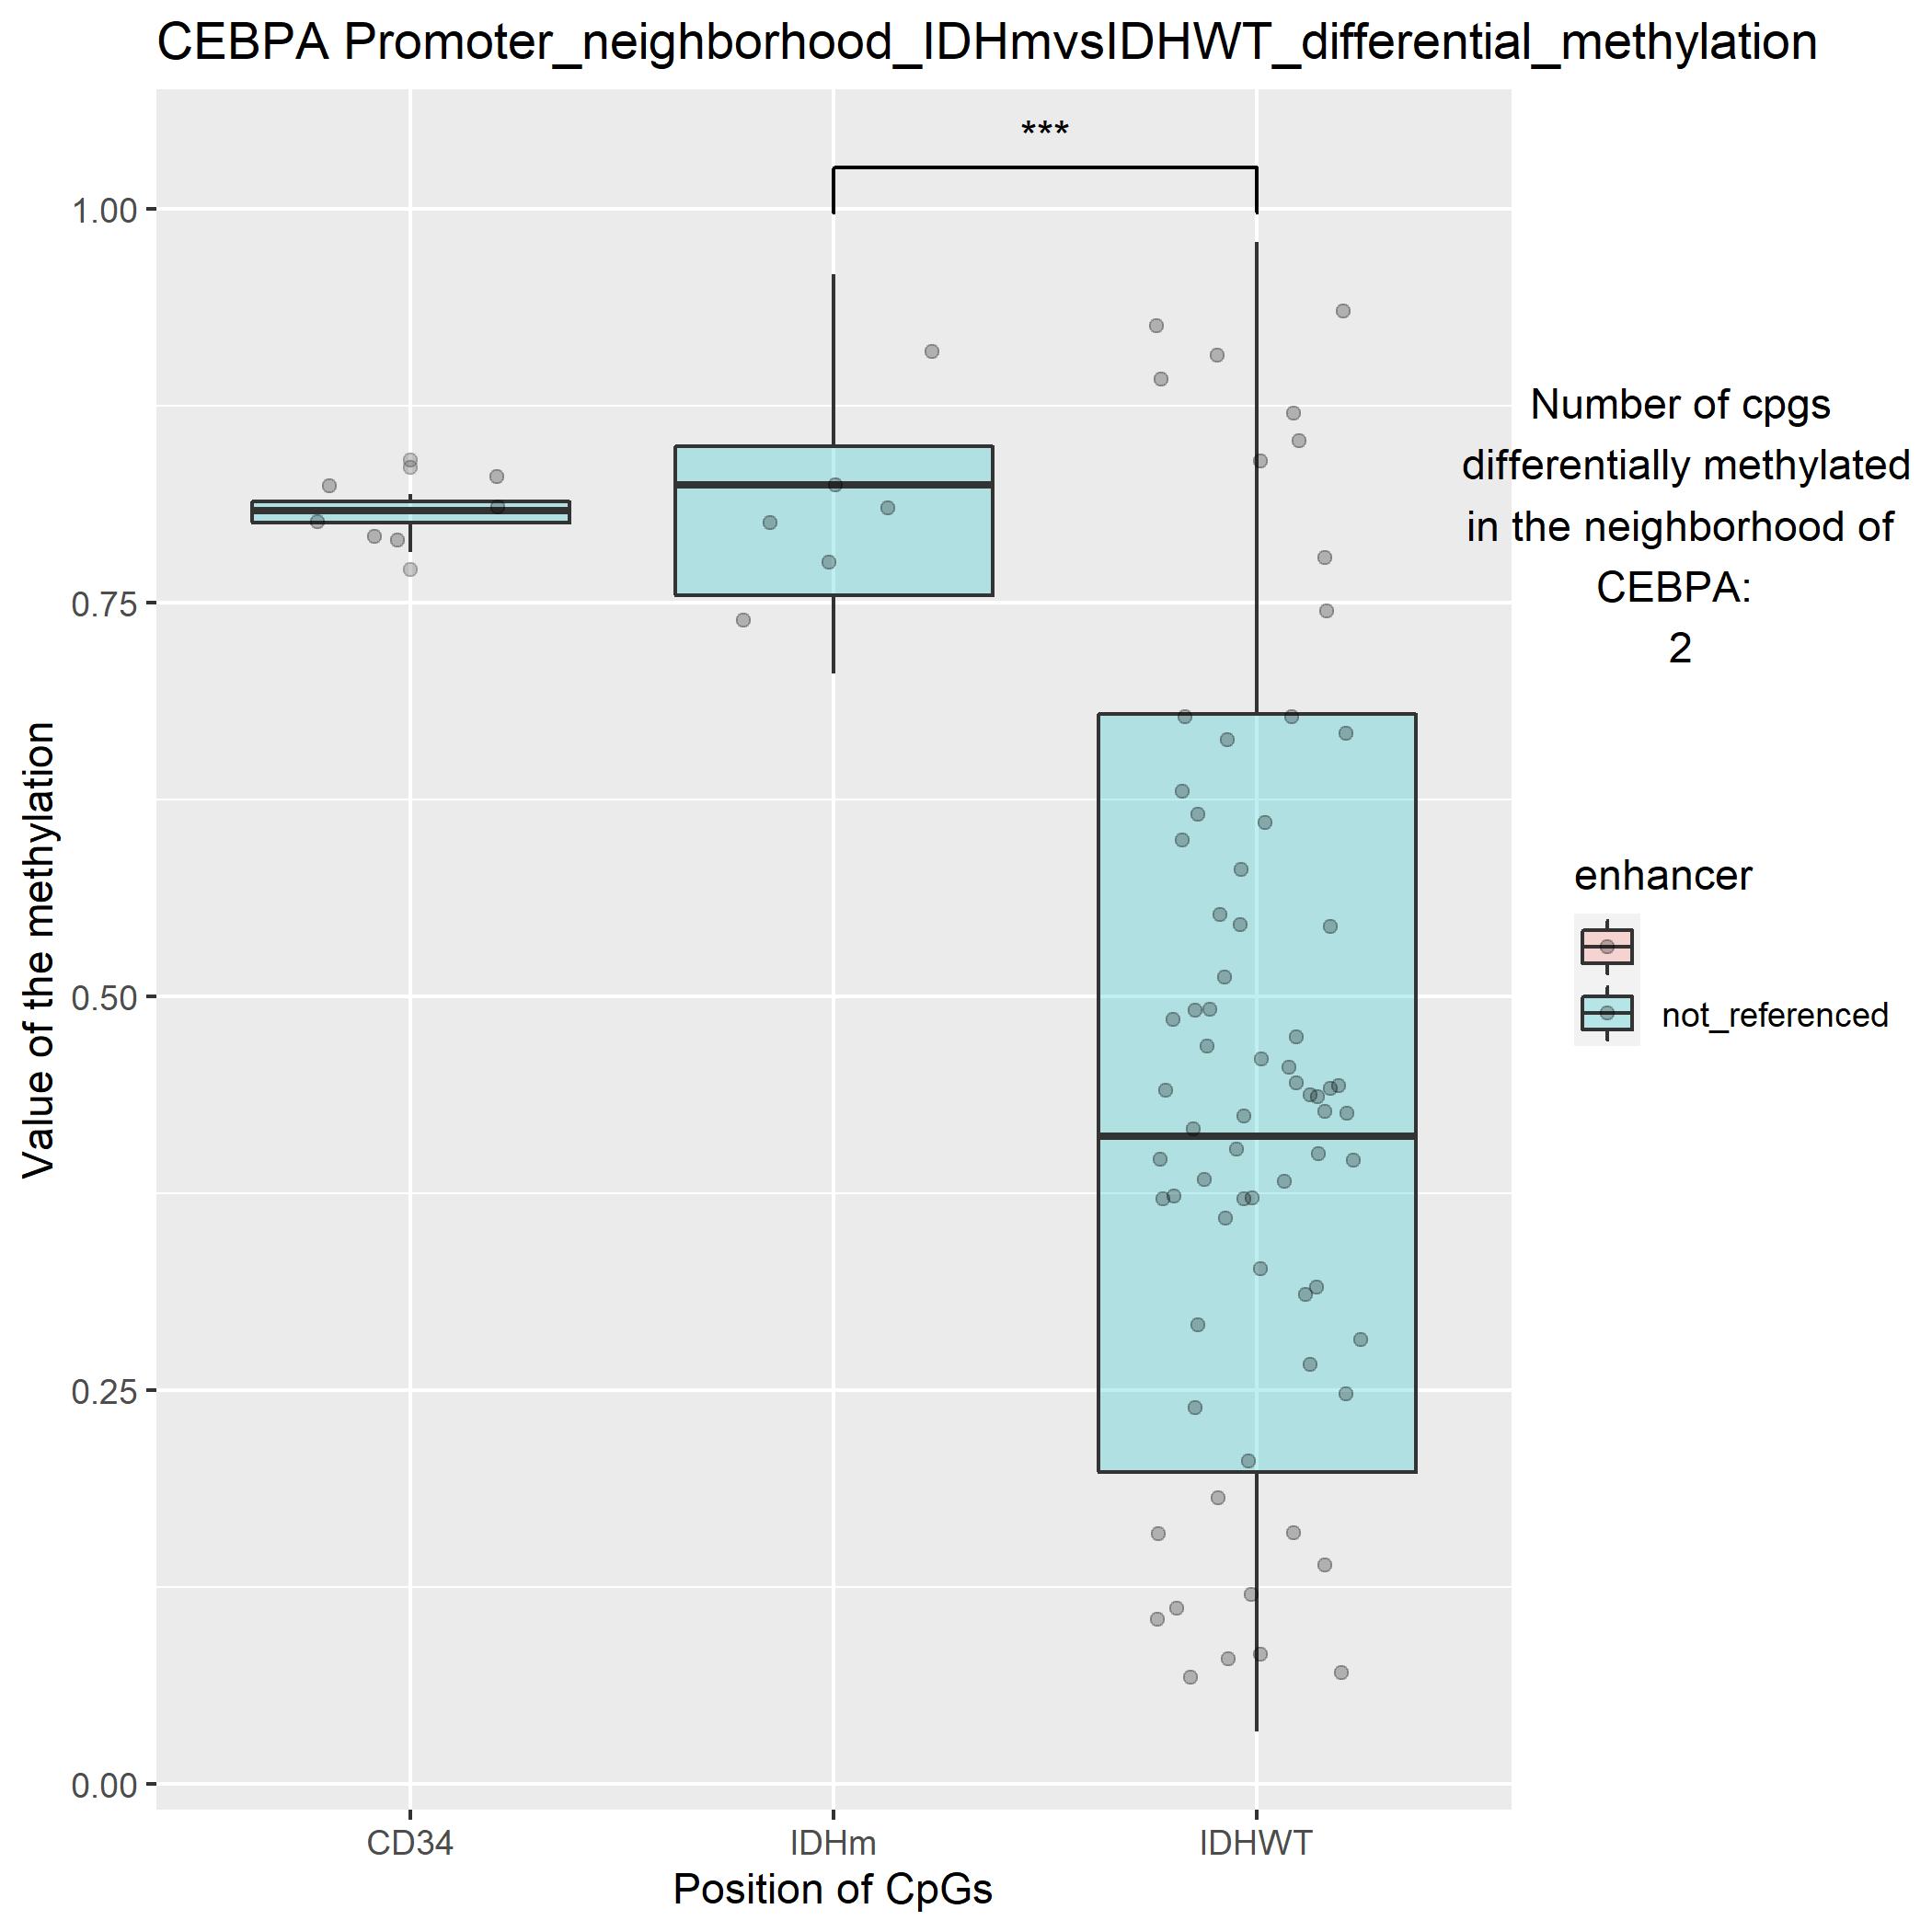 CEBPA Promoter_neighborhood_IDHmvsIDHWT_differential_methylation
***
1.00
0.75
0.50
0.25
0.00
Value of the methylation
CD34
IDHm
IDHWT
Position of CpGs
Number of cpgs
differentially methylated
in the neighborhood of
CEBPA:
2
enhancer
not_referenced